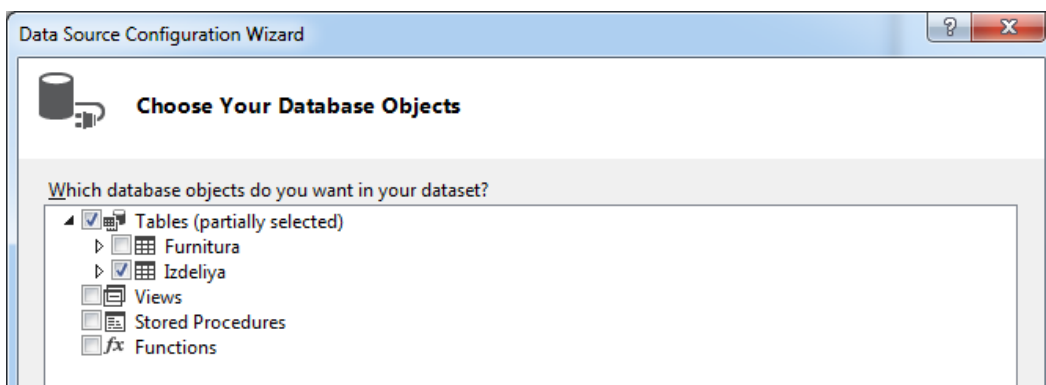 Data Source Configuration Wizard
Choose Your Database Objects
Which database objects do you want in your dataset?
Tables (partially selected)
Furnitura
Izdeliya
Views
Stored Procedures
fx Functions